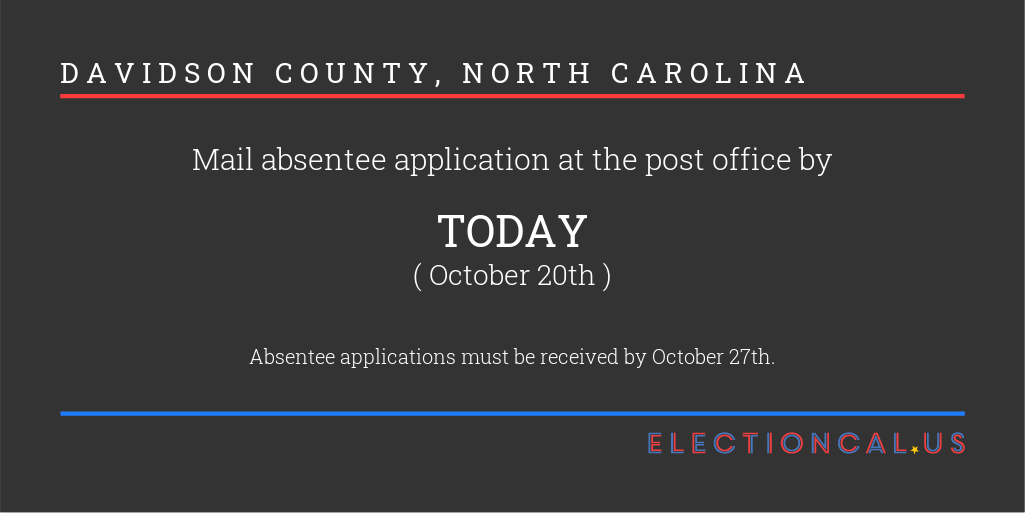 DAVIDSON COUNTY, NORTH CAROLINA
Mail absentee application at the post office by
TODAY
( October 20th )
Absentee applications must be received by October 27th.
ELECTIONCAL.US